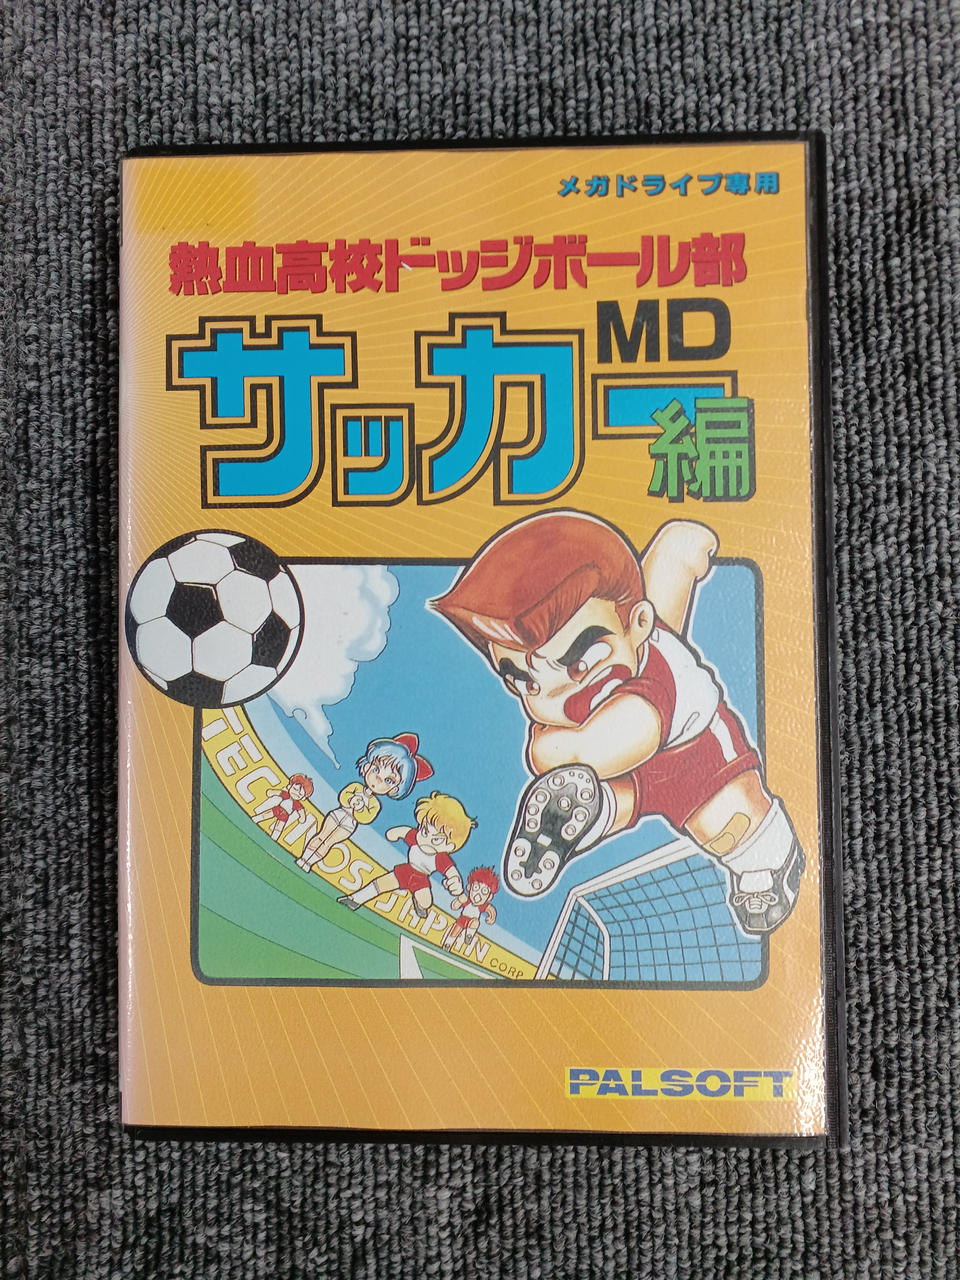 メガドライブ専用
熱血高校ドッジボール部
サッカー
MD
編
TECHNOS JAPAN CORP
PALSOFT